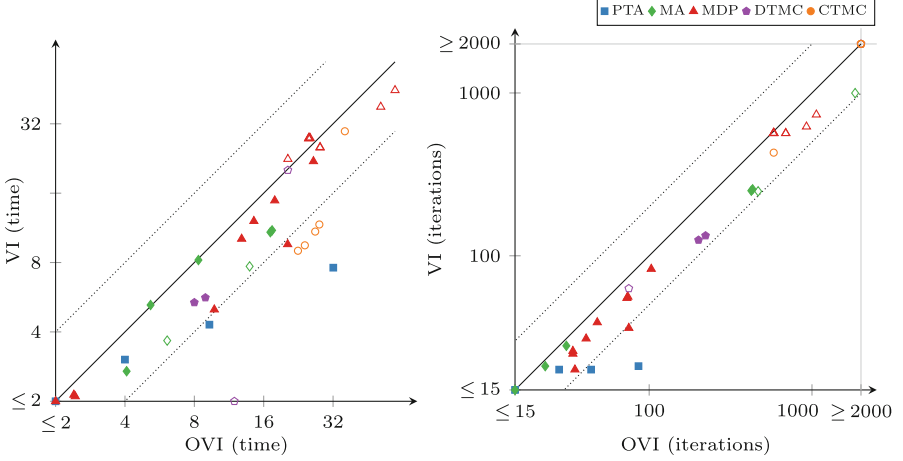 PTA MA MDP DTMC CTMC
VI (time)
32
8
4
≤ 2
≤ 2 4 8 16 32
OVI (time)
VI (iterations)
≥ 2000
1000
100
≤ 15
≤ 15 100 1000 ≥ 2000
OVI (iterations)